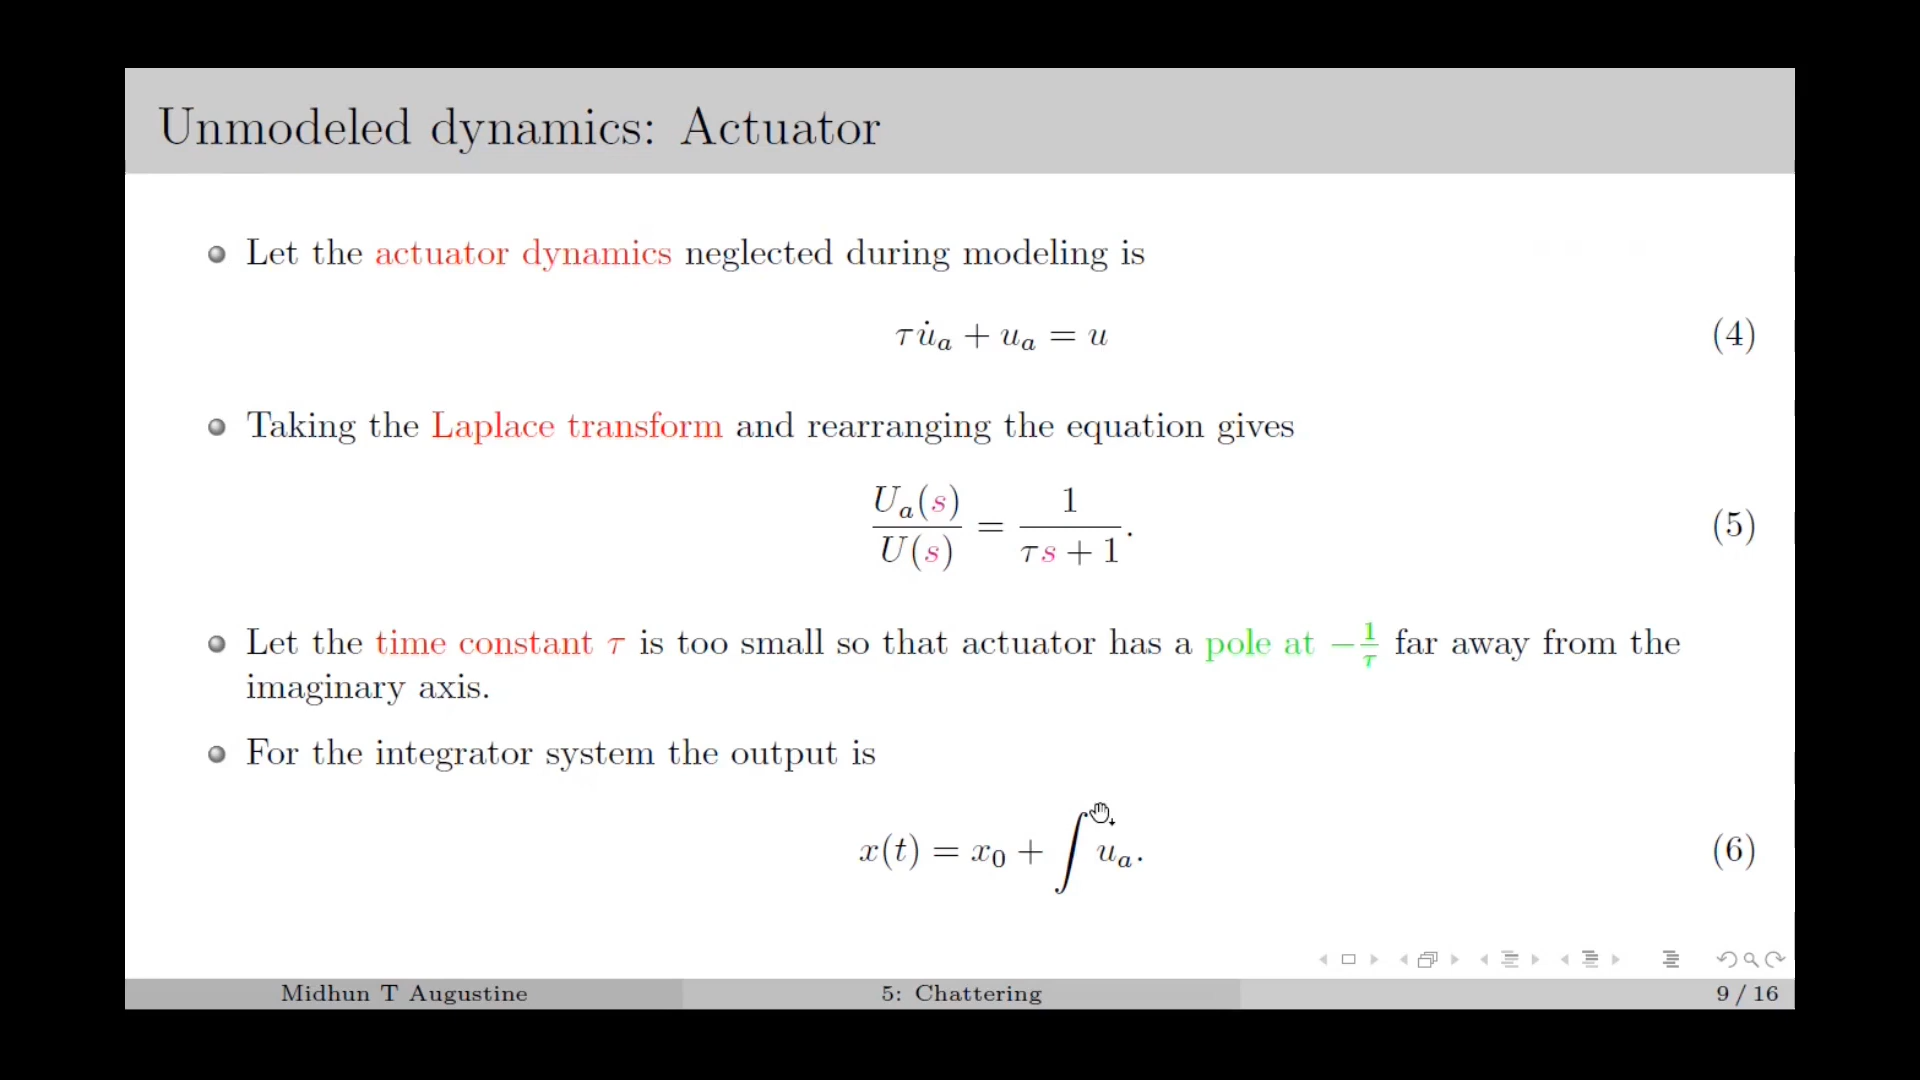 Unmodeled dynamics: Actuator
Let the actuator dynamics neglected during modeling is
τu̇ₐ + uₐ = u (4)
Taking the Laplace transform and rearranging the equation gives
Uₐ(s)/U(s) = 1/(τs + 1). (5)
Let the time constant τ is too small so that actuator has a pole at −1/τ far away from the
imaginary axis.
For the integrator system the output is
x(t) = x₀ + ∫ uₐ. (6)
Midhun T Augustine 5: Chattering 9 / 16